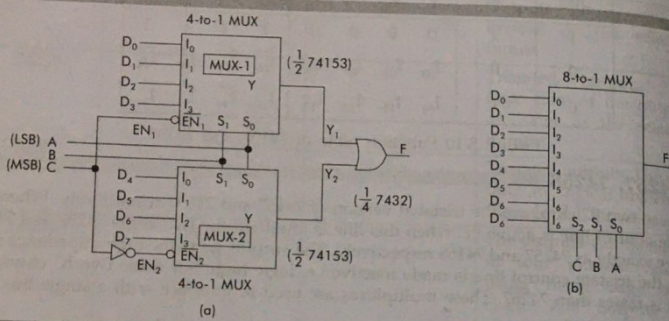 4-to-1 MUX
D0
D1
D2
D3
I0
I1
I2
I3
MUX-1
Y
(1/2 74153)
EN1
EN1
S1 S0
(LSB) A
B
(MSB) C
Y1
F
Y2
(1/4 7432)
D4
D5
D6
D7
I0
I1
I2
I3
S1 S0
Y
MUX-2
(1/2 74153)
EN2
EN2
4-to-1 MUX
(a)
8-to-1 MUX
D0
D1
D2
D3
D4
D5
D6
D6
I0
I1
I2
I3
I4
I5
I6
I6
F
S2 S1 S0
C B A
(b)